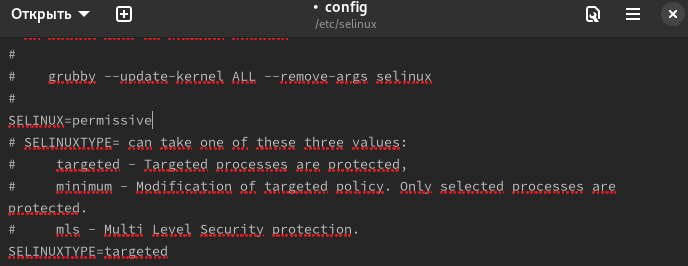 Открыть
• config
/etc/selinux
#
# grubby --update-kernel ALL --remove-args selinux
#
SELINUX=permissive
# SELINUXTYPE= can take one of these three values:
# targeted - Targeted processes are protected,
# minimum - Modification of targeted policy. Only selected processes are
protected.
# mls - Multi Level Security protection.
SELINUXTYPE=targeted